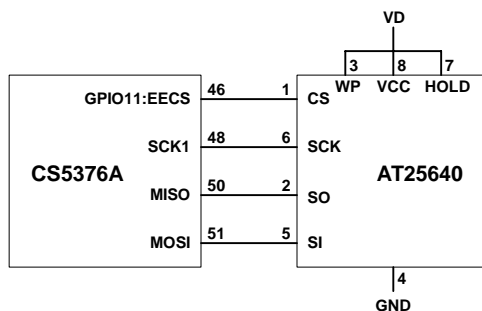 VD
3 8 7
WP VCC HOLD
GPIO11:EECS 46 1 CS
SCK1 48 6 SCK
CS5376A AT25640
MISO 50 2 SO
MOSI 51 5 SI
4
GND